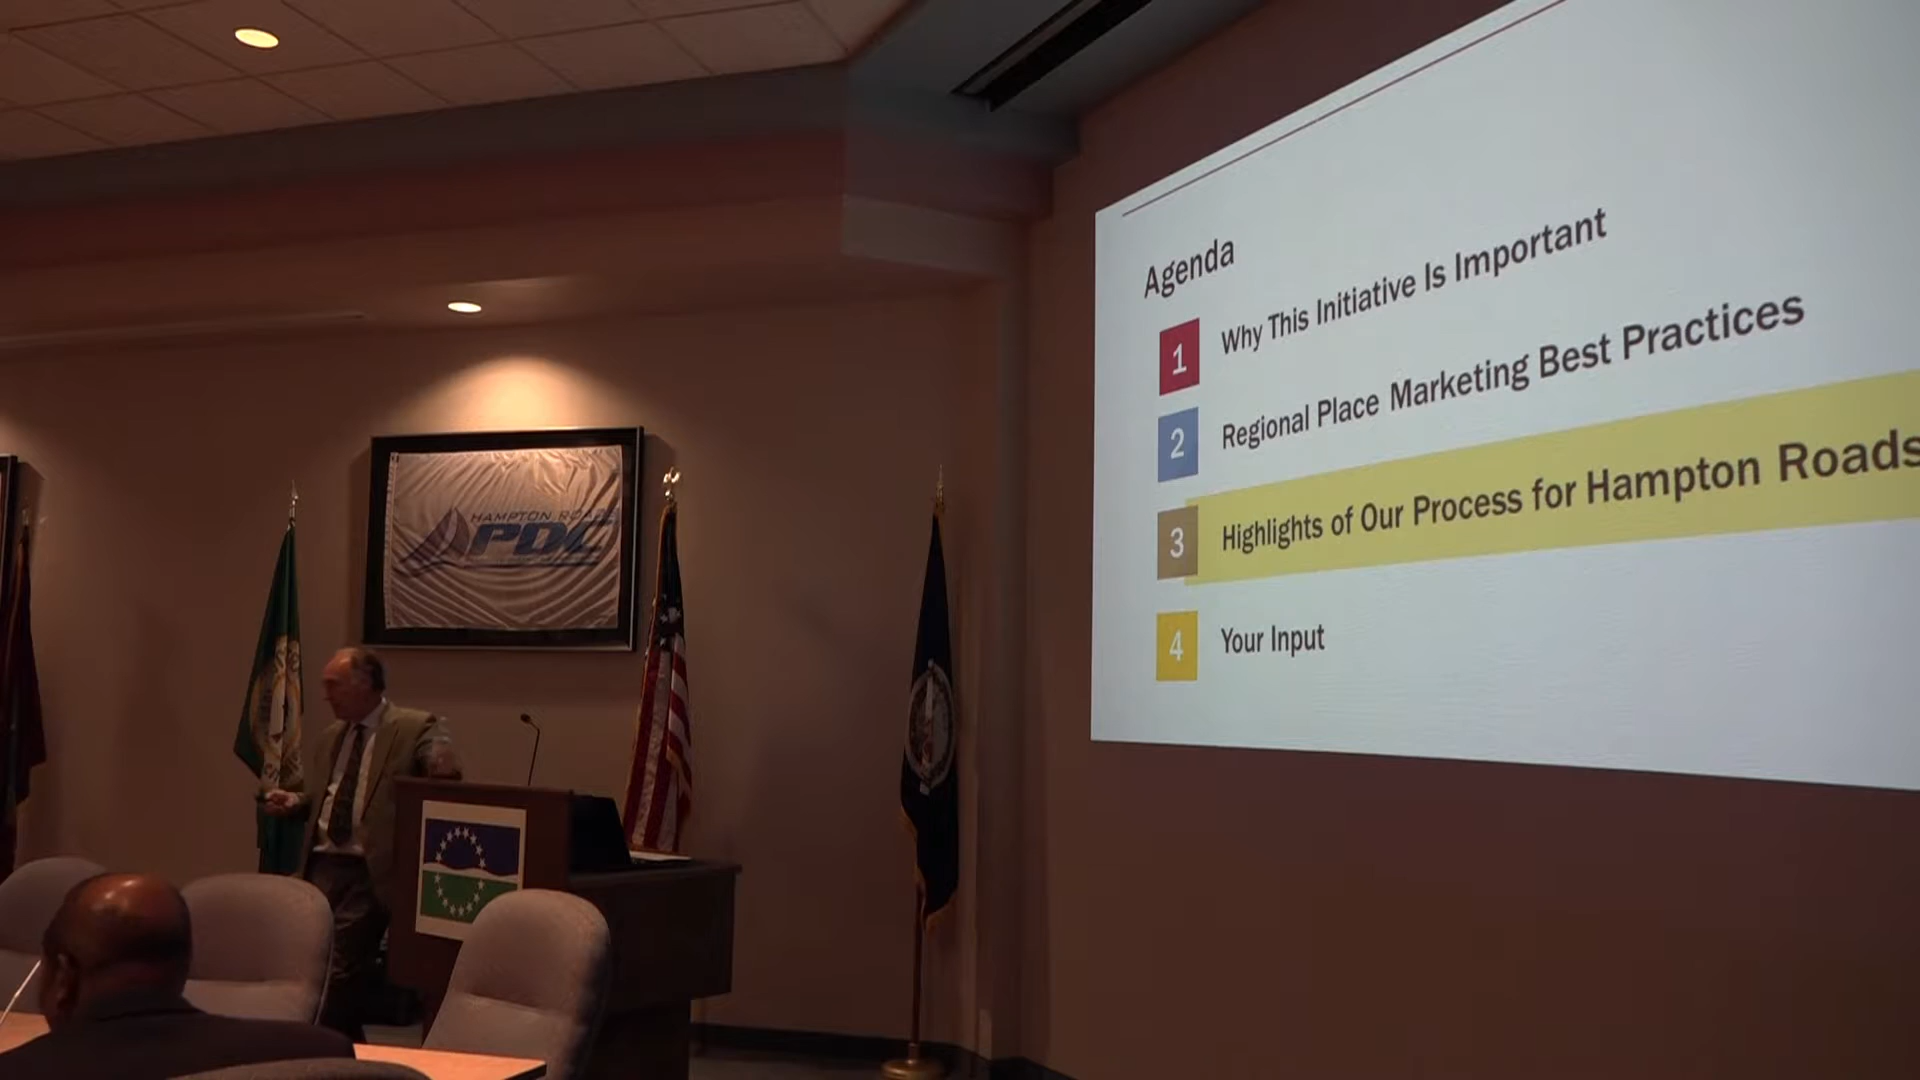 Agenda
1 Why This Initiative Is Important
2 Regional Place Marketing Best Practices
3 Highlights of Our Process for Hampton Roads
4 Your Input
HAMPTON ROADS
PDC